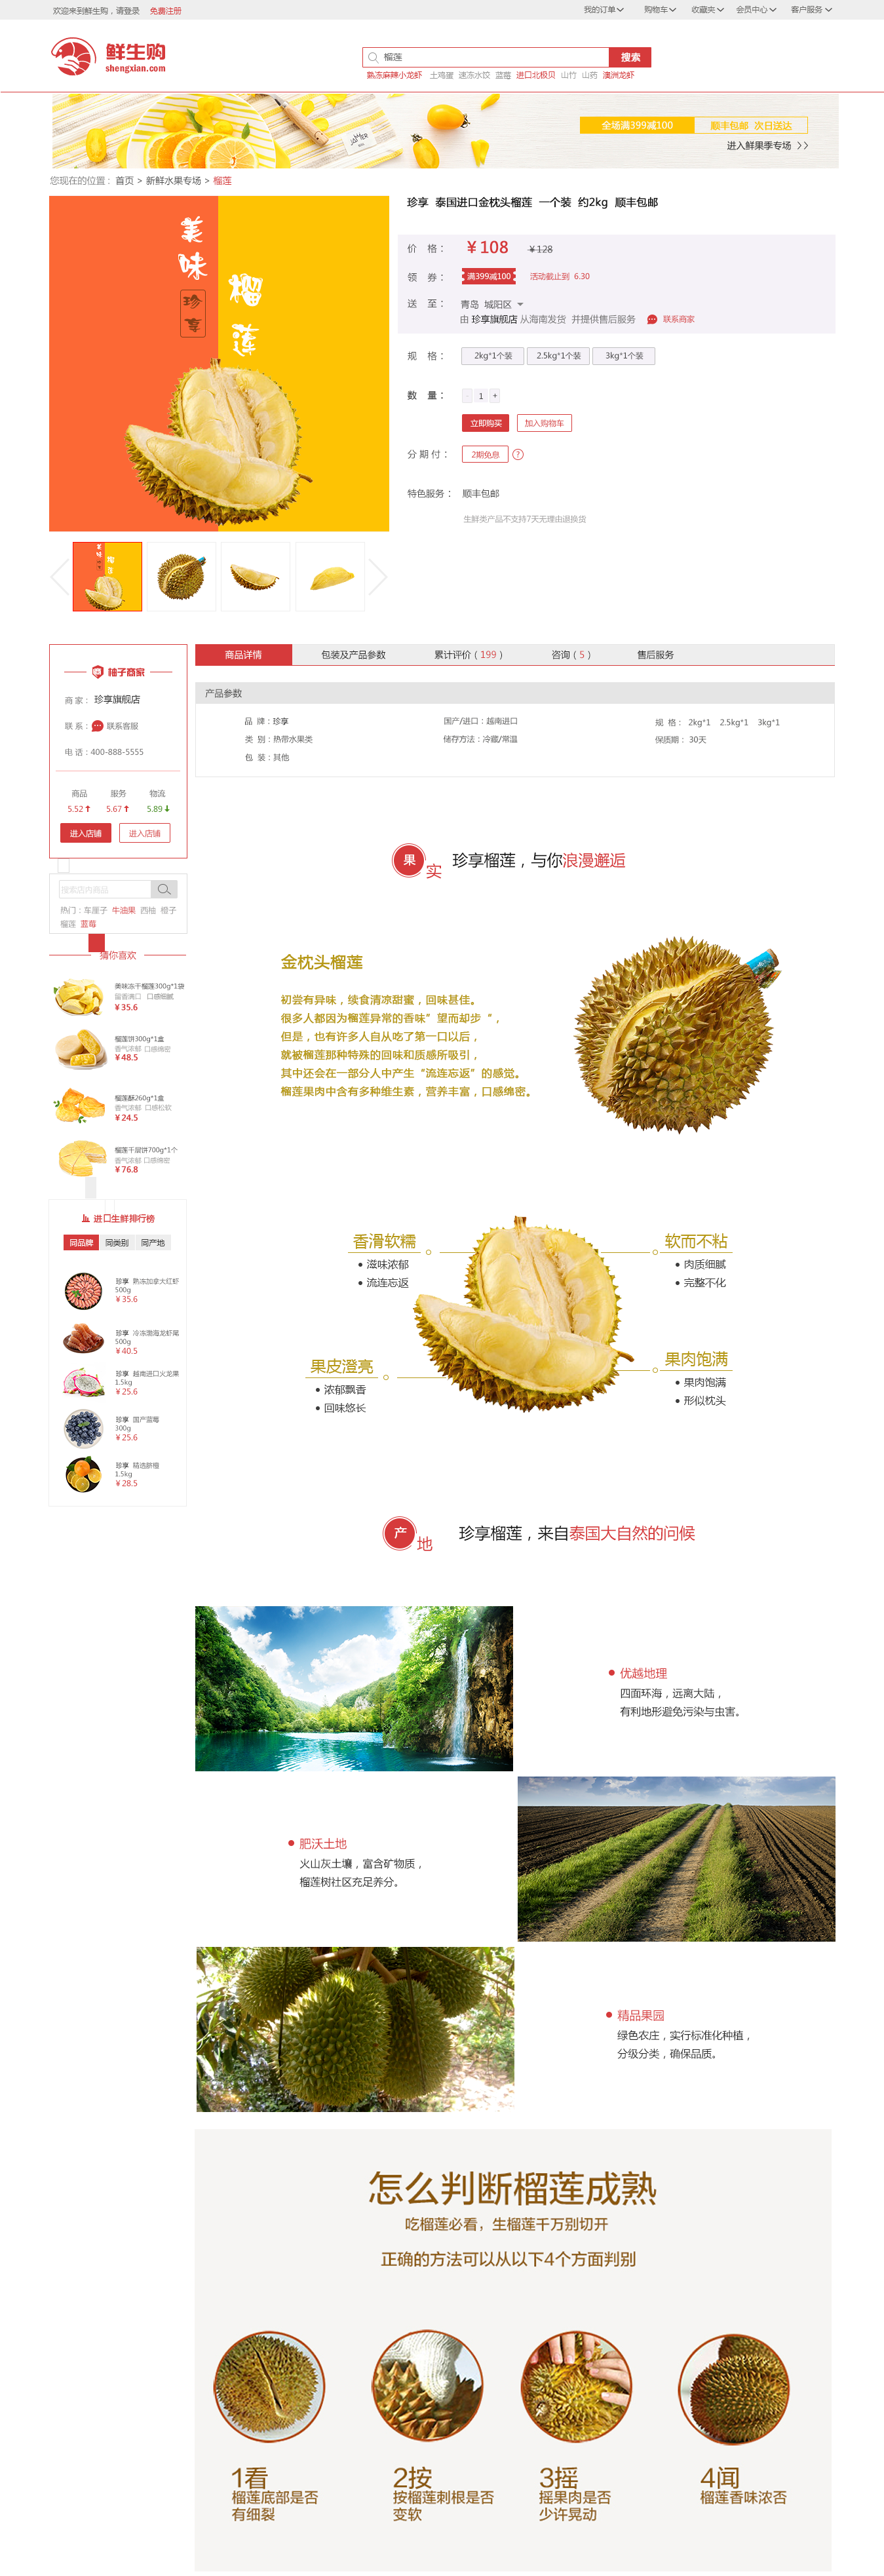 欢迎来到鲜生购，请登录 免费注册
我的订单 购物车 收藏夹 会员中心 客户服务
鲜生购
shengxian.com
榴莲 搜索
熟冻麻辣小龙虾 土鸡蛋 速冻水饺 蓝莓 进口北极贝 山竹 山药 澳洲龙虾
全场满399减100 顺丰包邮 次日送达
进入鲜果季专场
您现在的位置：首页 > 新鲜水果专场 > 榴莲
美味
珍享
榴莲
珍享 泰国进口金枕头榴莲 一个装 约2kg 顺丰包邮
价 格： ￥108 ￥128
领 券： 满399减100 活动截止到 6.30
送 至： 青岛 城阳区
由 珍享旗舰店 从海南发货 并提供售后服务 联系商家
规 格： 2kg*1个装 2.5kg*1个装 3kg*1个装
数 量： - 1 +
立即购买 加入购物车
分 期 付： 2期免息 ?
特色服务： 顺丰包邮
生鲜类产品不支持7天无理由退换货
柚子商家
商 家： 珍享旗舰店
联 系： 联系客服
电 话：400-888-5555
商品 服务 物流
5.52 5.67 5.89
进入店铺 进入店铺
搜索店内商品
热门：车厘子 牛油果 西柚 橙子
榴莲 蓝莓
猜你喜欢
美味冻干榴莲300g*1袋
留香满口 口感细腻
￥35.6
榴莲饼300g*1盒
香气浓郁 口感绵密
￥48.5
榴莲酥260g*1盒
香气浓郁 口感松软
￥24.5
榴莲千层饼700g*1个
香气浓郁 口感绵密
￥76.8
进口生鲜排行榜
同品牌 同类别 同产地
珍享 熟冻加拿大红虾
500g
￥35.6
珍享 冷冻渤海龙虾尾
500g
￥40.5
珍享 越南进口火龙果
1.5kg
￥25.6
珍享 国产蓝莓
300g
￥25.6
珍享 精选脐橙
1.5kg
￥28.5
商品详情 包装及产品参数 累计评价（199） 咨询（5） 售后服务
产品参数
品 牌：珍享 国产/进口：越南进口 规 格： 2kg*1 2.5kg*1 3kg*1
类 别：热带水果类 储存方法：冷藏/常温 保质期： 30天
包 装：其他
果实 珍享榴莲，与你浪漫邂逅
金枕头榴莲
初尝有异味，续食清凉甜蜜，回味甚佳。
很多人都因为榴莲异常的香味“望而却步“，
但是，也有许多人自从吃了第一口以后，
就被榴莲那种特殊的回味和质感所吸引，
其中还会在一部分人中产生“流连忘返”的感觉。
榴莲果肉中含有多种维生素，营养丰富，口感绵密。
香滑软糯
滋味浓郁
流连忘返
软而不粘
肉质细腻
完整不化
果皮澄亮
浓郁飘香
回味悠长
果肉饱满
果肉饱满
形似枕头
产地 珍享榴莲，来自泰国大自然的问候
优越地理
四面环海，远离大陆，
有利地形避免污染与虫害。
肥沃土地
火山灰土壤，富含矿物质，
榴莲树社区充足养分。
精品果园
绿色农庄，实行标准化种植，
分级分类，确保品质。
怎么判断榴莲成熟
吃榴莲必看，生榴莲千万别切开
正确的方法可以从以下4个方面判别
1看
榴莲底部是否
有细裂
2按
按榴莲刺根是否
变软
3摇
摇果肉是否
少许晃动
4闻
榴莲香味浓否